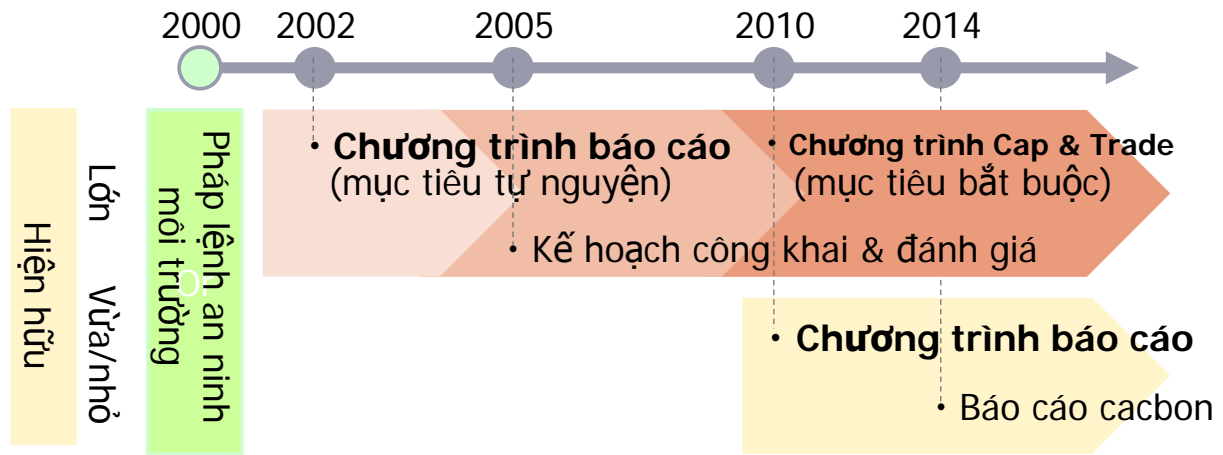 2000 2002 2005 2010 2014
Hiện hữu
Lớn
Vừa/nhỏ
Pháp lệnh an ninh
môi trường
• Chương trình báo cáo
(mục tiêu tự nguyện)
• Kế hoạch công khai & đánh giá
• Chương trình Cap & Trade
(mục tiêu bắt buộc)
• Chương trình báo cáo
• Báo cáo cacbon